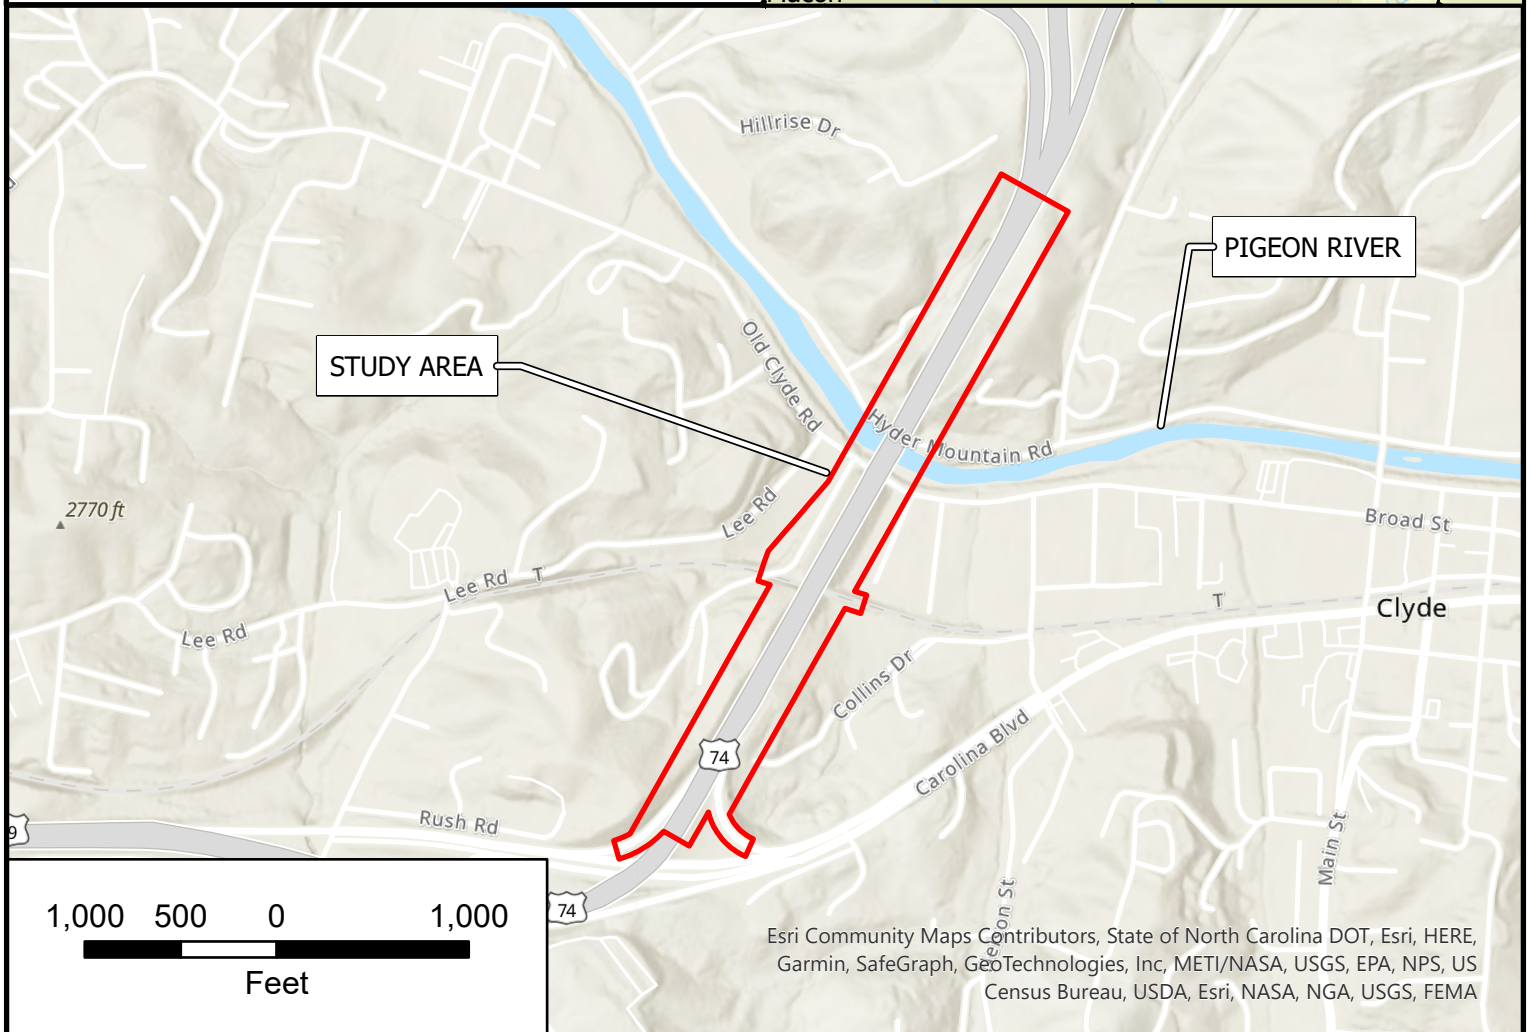 Hillrise Dr
PIGEON RIVER
STUDY AREA
Old Clyde Rd
Hyder Mountain Rd
2770 ft
Lee Rd
Broad St
Lee Rd
T
T
Clyde
Lee Rd
Collins Dr
Carolina Blvd
74
Rush Rd
9
Main St
74
1,000 500 0 1,000
Feet
Esri Community Maps Contributors, State of North Carolina DOT, Esri, HERE,
Garmin, SafeGraph, GeoTechnologies, Inc, METI/NASA, USGS, EPA, NPS, US
Census Bureau, USDA, Esri, NASA, NGA, USGS, FEMA